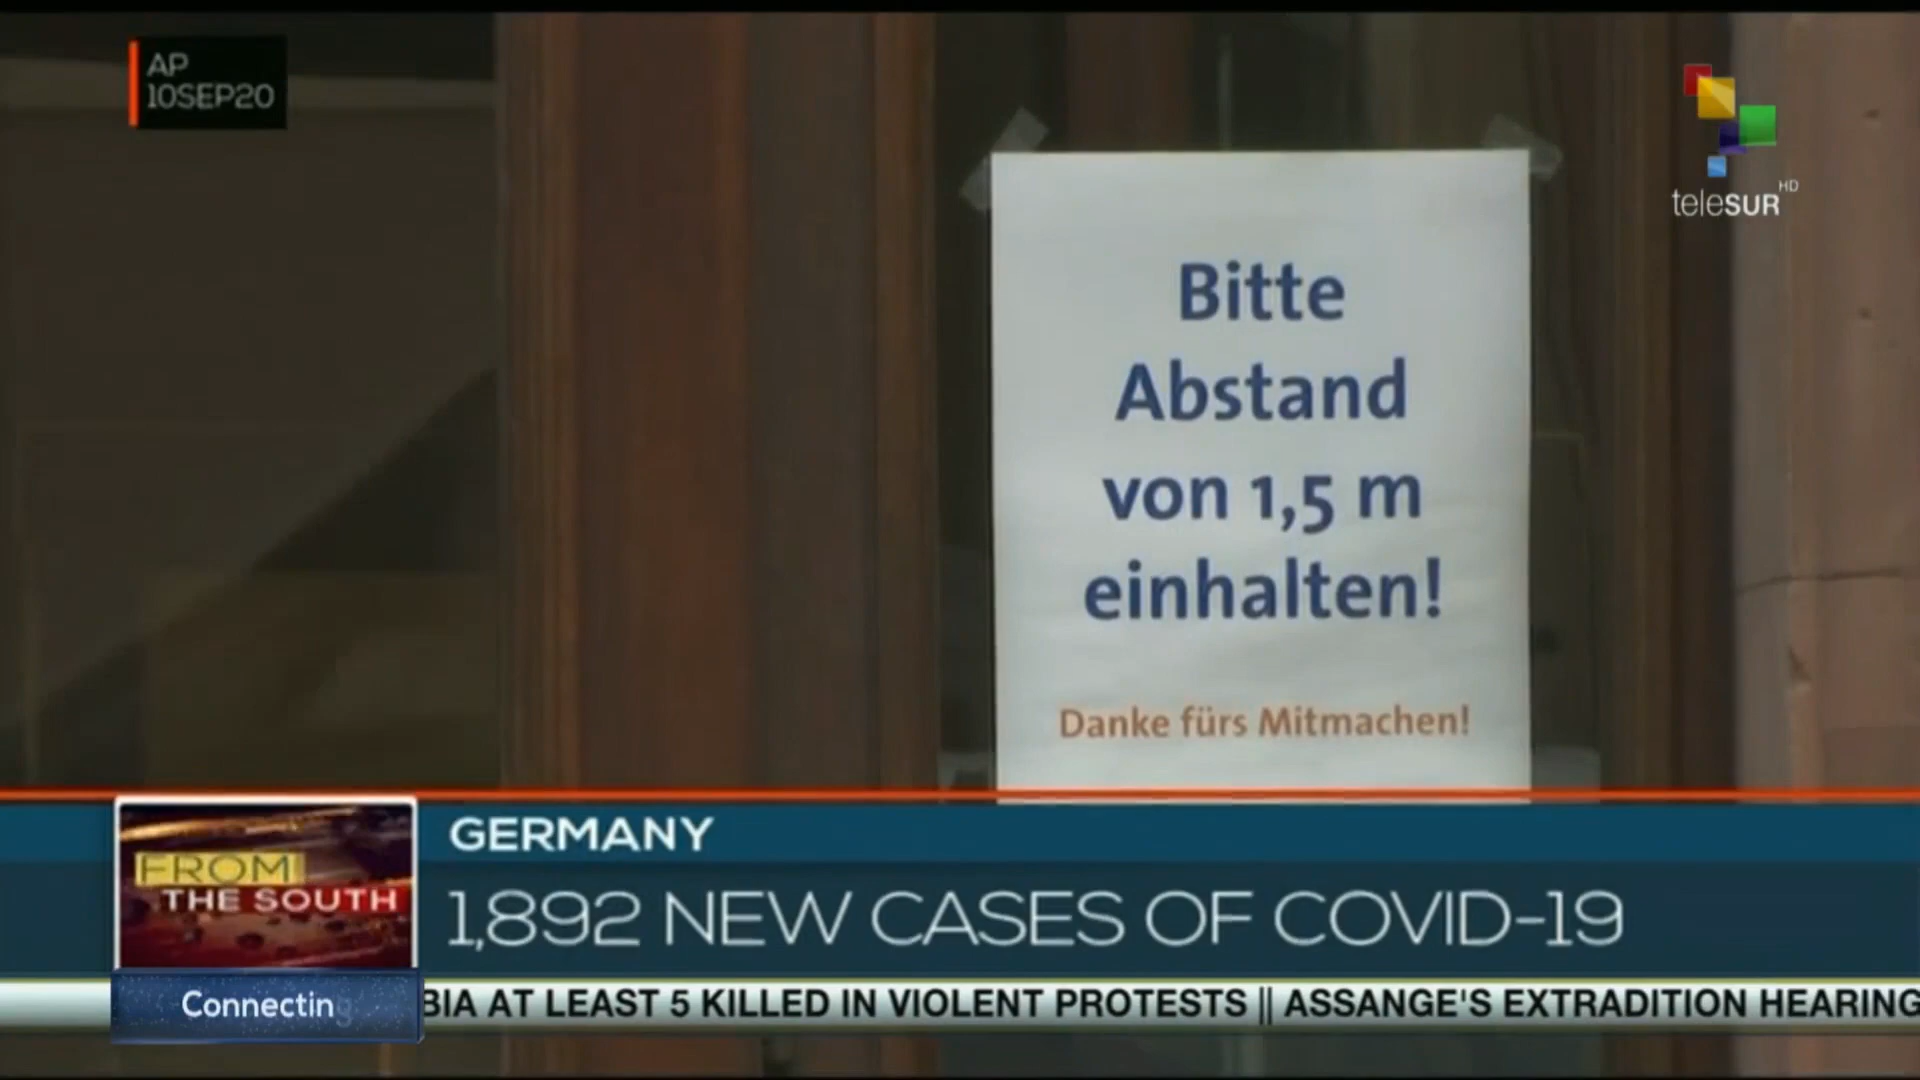 AP
10SEP20
HD
teleSUR
Bitte
Abstand
von 1,5 m
einhalten!
Danke fürs Mitmachen!
GERMANY
FROM
THE SOUTH
1,892 NEW CASES OF COVID-19
Connecting
BIA AT LEAST 5 KILLED IN VIOLENT PROTESTS || ASSANGE'S EXTRADITION HEARING